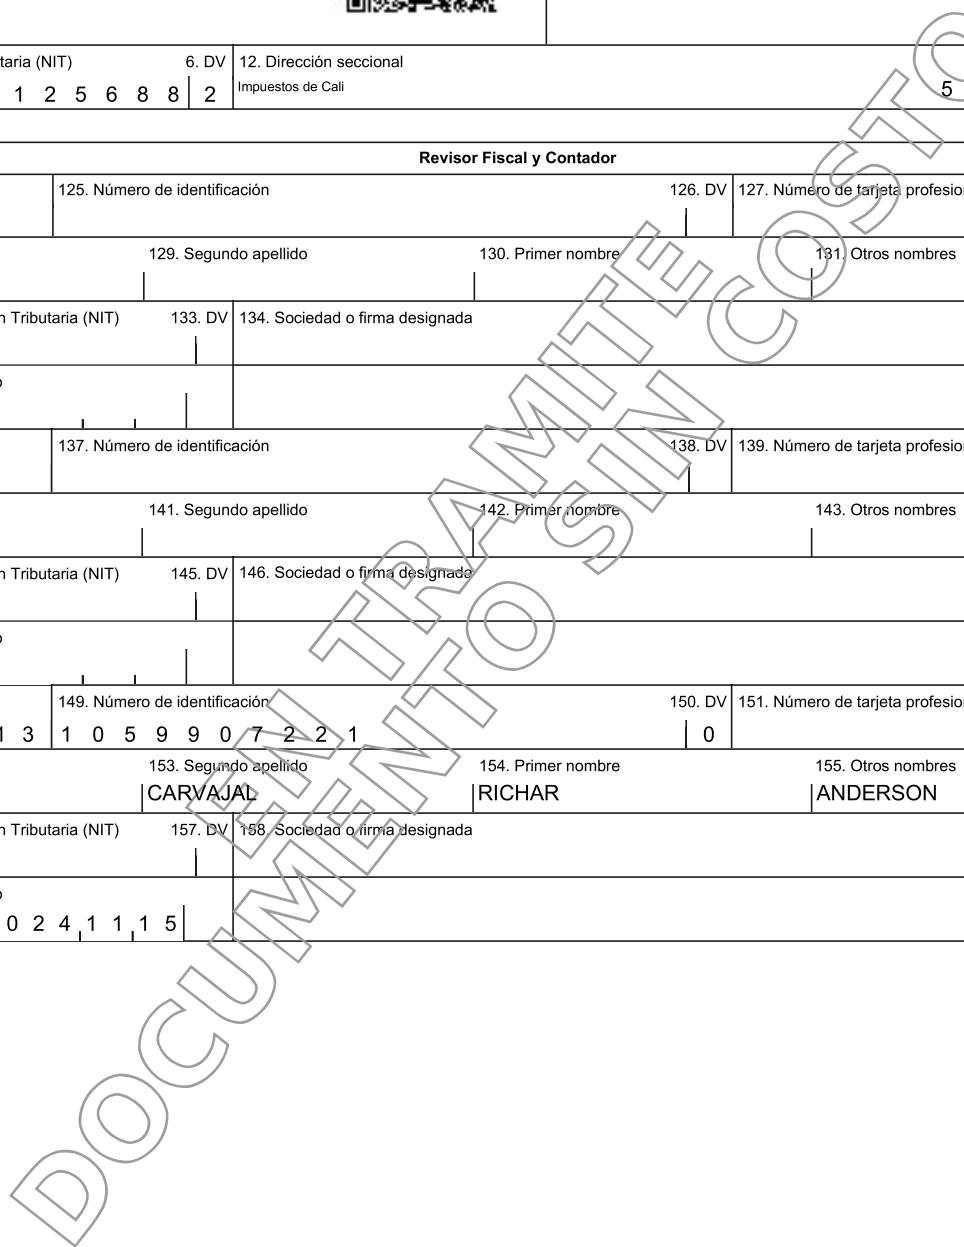 taria (NIT) 6. DV 12. Dirección seccional
1 2 5 6 8 8 2 Impuestos de Cali 5
Revisor Fiscal y Contador
125. Número de identificación 126. DV 127. Número de tarjeta profesio
129. Segundo apellido 130. Primer nombre 131. Otros nombres
n Tributaria (NIT) 133. DV 134. Sociedad o firma designada
o
137. Número de identificación 138. DV 139. Número de tarjeta profesio
141. Segundo apellido 142. Primer nombre 143. Otros nombres
n Tributaria (NIT) 145. DV 146. Sociedad o firma designada
o
149. Número de identificación 150. DV 151. Número de tarjeta profesio
1 3 1 0 5 9 9 0 7 2 2 1 0
153. Segundo apellido 154. Primer nombre 155. Otros nombres
CARVAJAL RICHAR ANDERSON
n Tributaria (NIT) 157. DV 158. Sociedad o firma designada
o
0 2 4 1 1 1 5
EN TRAMITE
DOCUMENTO SIN COSTO